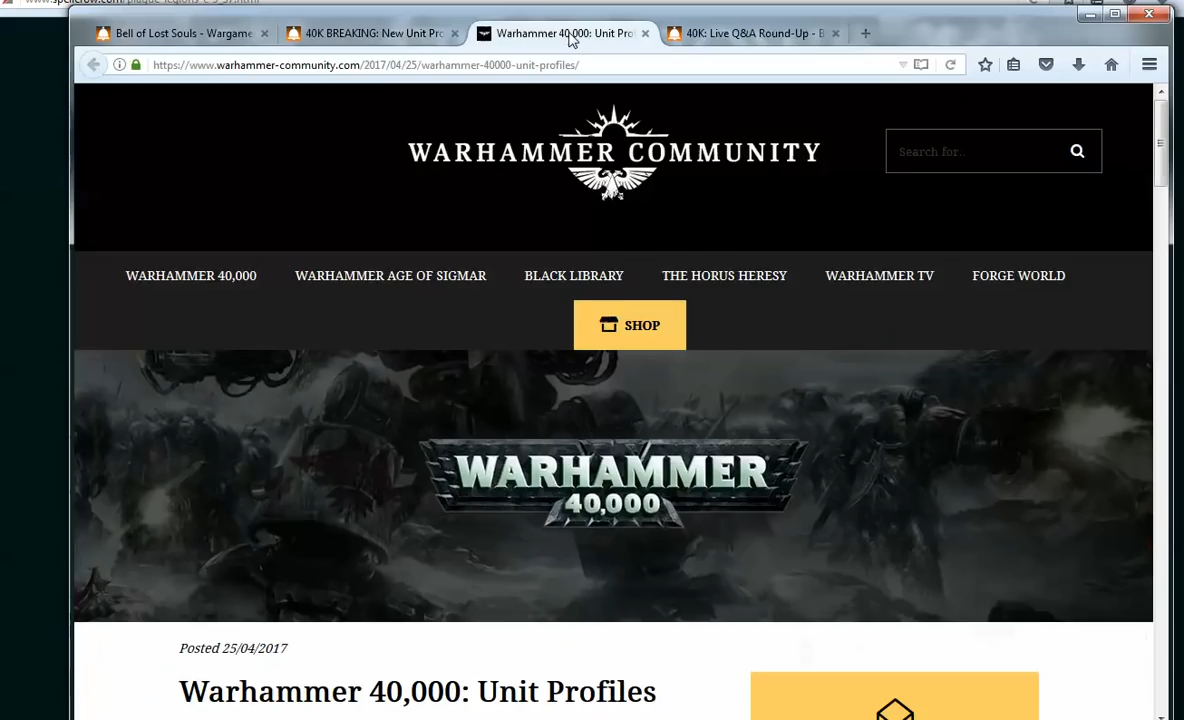 Bell of Lost Souls - Wargame
40K BREAKING: New Unit Pro
Warhammer 40,000: Unit Pro
40K: Live Q&A Round-Up - B
https://www.warhammer-community.com/2017/04/25/warhammer-40000-unit-profiles/
WARHAMMER COMMUNITY
Search for..
WARHAMMER 40,000
WARHAMMER AGE OF SIGMAR
BLACK LIBRARY
THE HORUS HERESY
WARHAMMER TV
FORGE WORLD
SHOP
WARHAMMER
40,000
Posted 25/04/2017
Warhammer 40,000: Unit Profiles